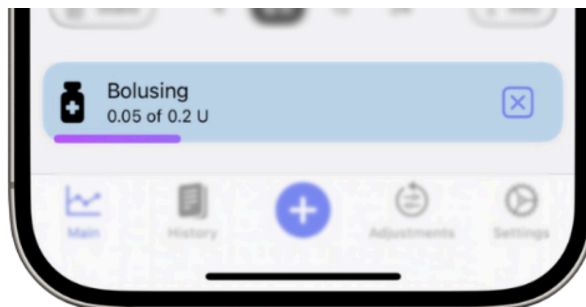 Bolusing
0.05 of 0.2 U
Main
History
Adjustments
Settings